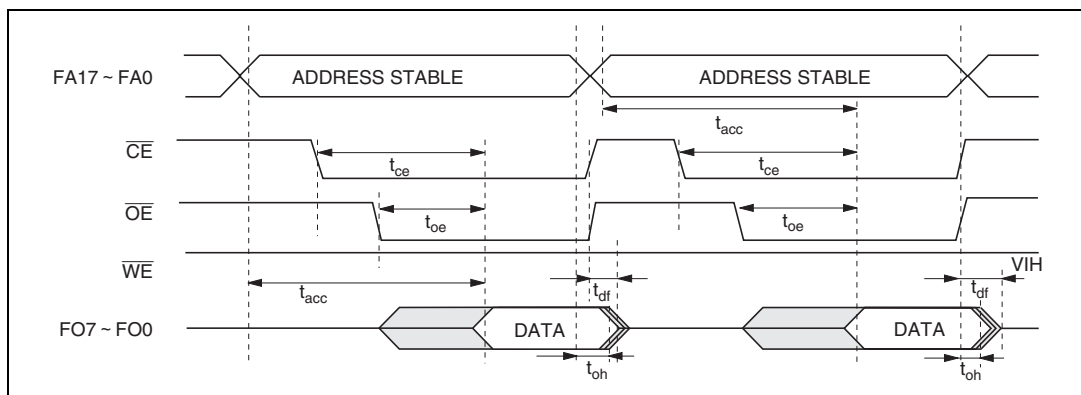 FA17 ~ FA0
ADDRESS STABLE
ADDRESS STABLE
tacc
CE
tce
tce
OE
toe
toe
WE
VIH
tacc
tdf
tdf
FO7 ~ FO0
DATA
DATA
toh
toh